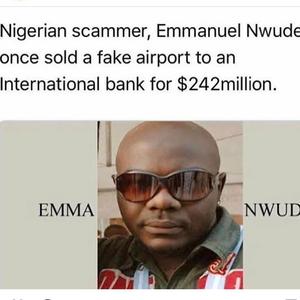 Nigerian scammer, Emmanuel Nwude
once sold a fake airport to an
International bank for $242million.
EMMA NWUD